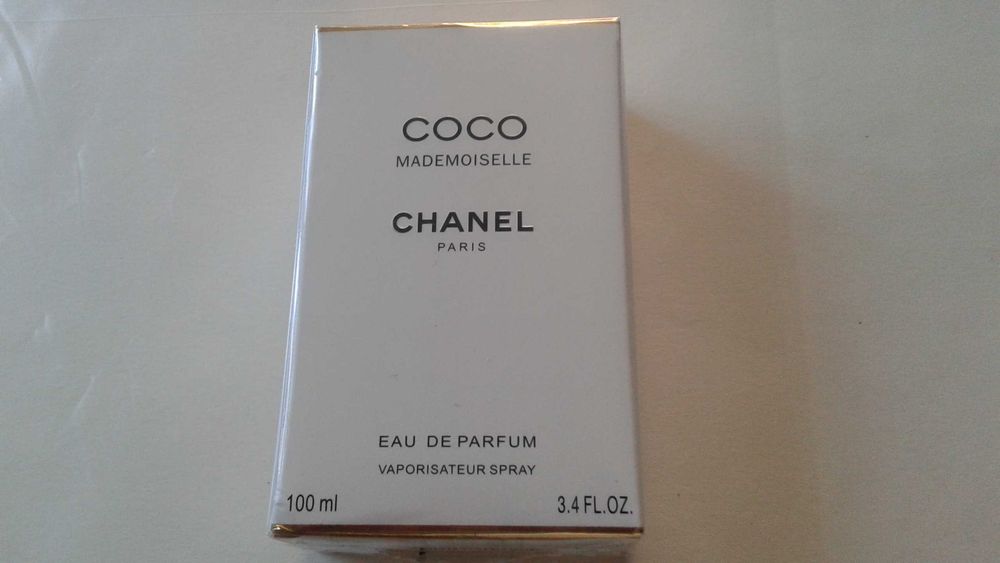 COCO
MADEMOISELLE
CHANEL
PARIS
EAU DE PARFUM
VAPORISATEUR SPRAY
100 ml 3.4 FL.OZ.